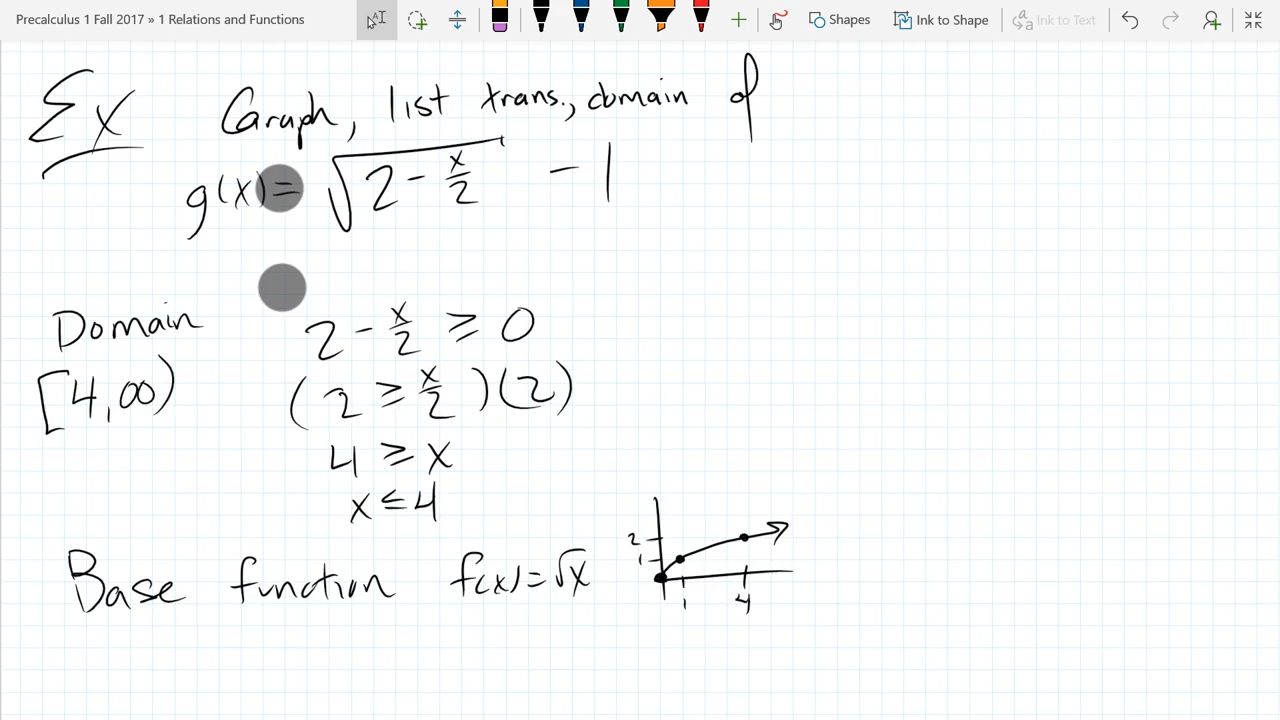 Precalculus 1 Fall 2017 » 1 Relations and Functions
Shapes
Ink to Shape
Ink to Text
Ex Graph, list trans., domain of
g(x) = √(2 - x/2) - 1
Domain
[4, ∞)
2 - x/2 ≥ 0
(2 ≥ x/2)(2)
4 ≥ x
x ≤ 4
Base function f(x) = √x
2
1
1
4